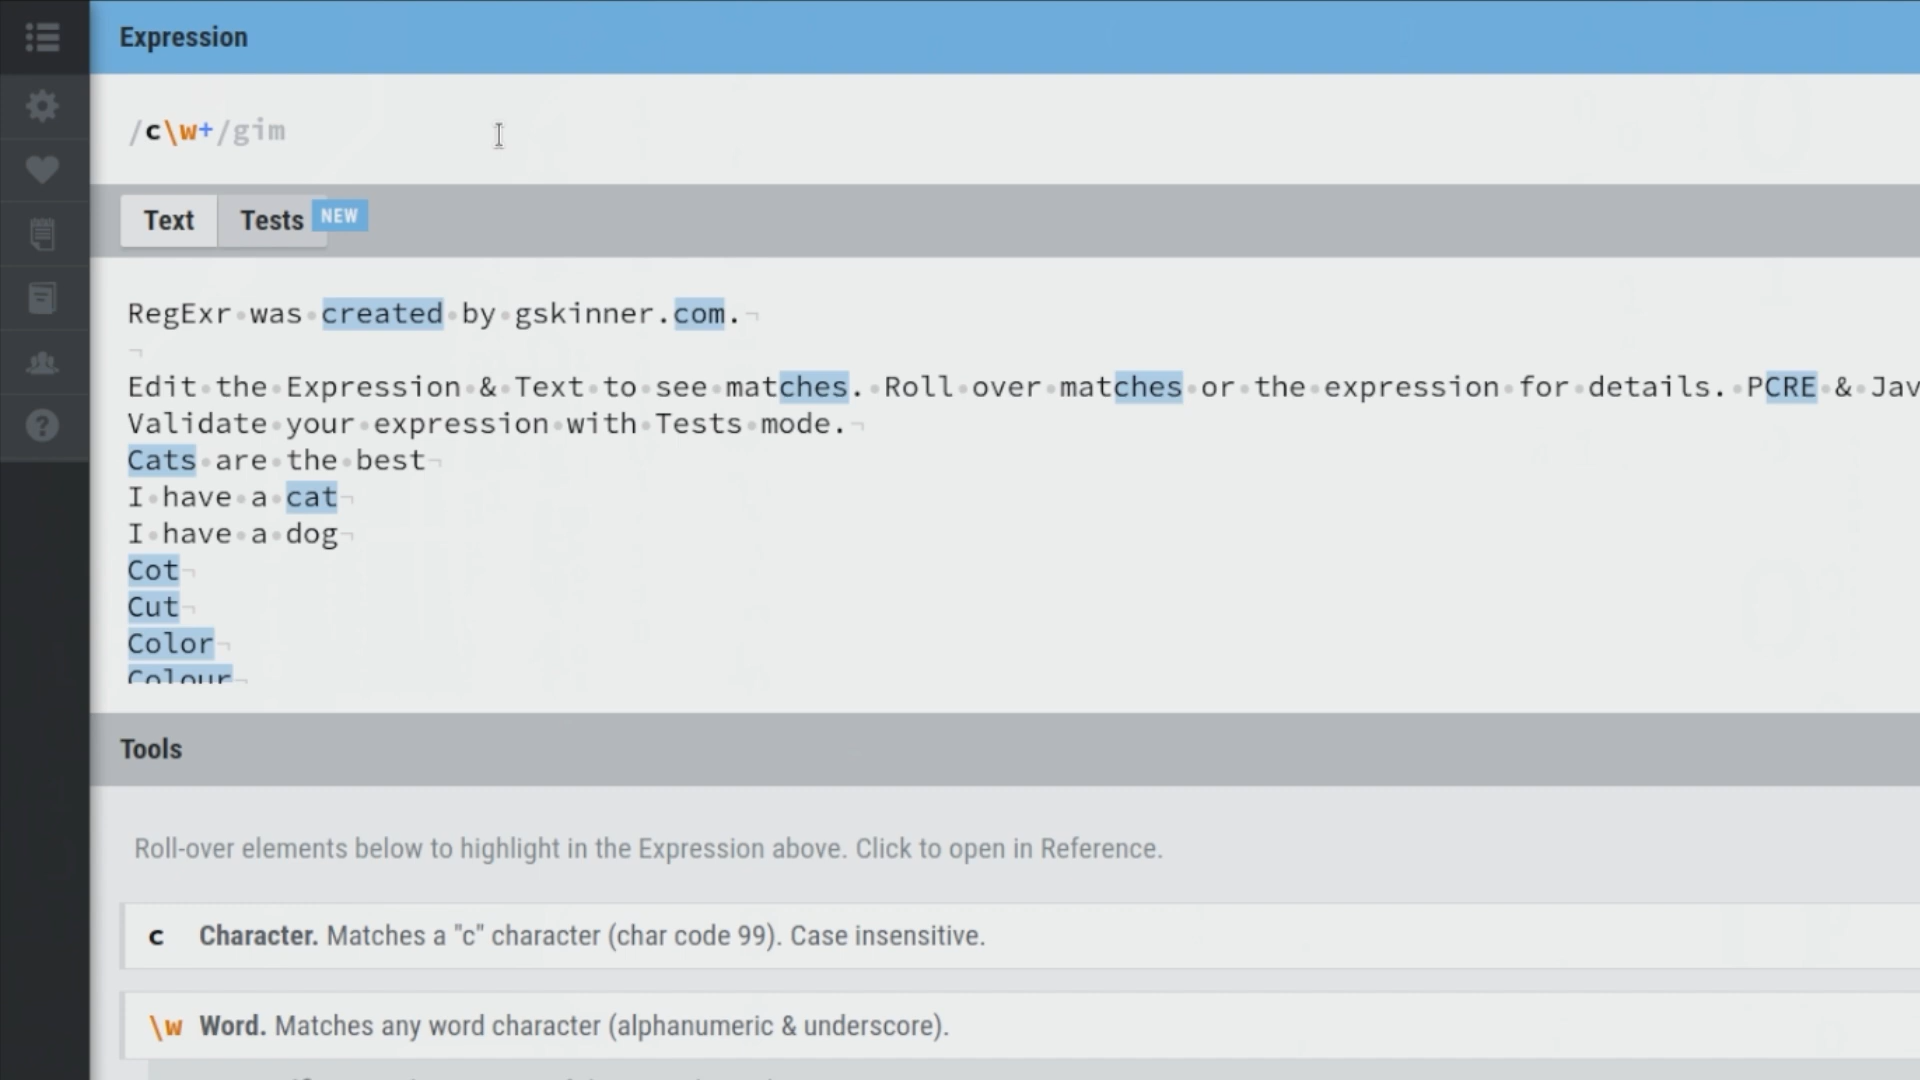 Expression
/c\w+/gim
Text Tests NEW
RegExr was created by gskinner.com.
Edit the Expression & Text to see matches. Roll over matches or the expression for details. PCRE & Jav
Validate your expression with Tests mode.
Cats are the best
I have a cat
I have a dog
Cot
Cut
Color
Colour
Tools
Roll-over elements below to highlight in the Expression above. Click to open in Reference.
c Character. Matches a "c" character (char code 99). Case insensitive.
\w Word. Matches any word character (alphanumeric & underscore).